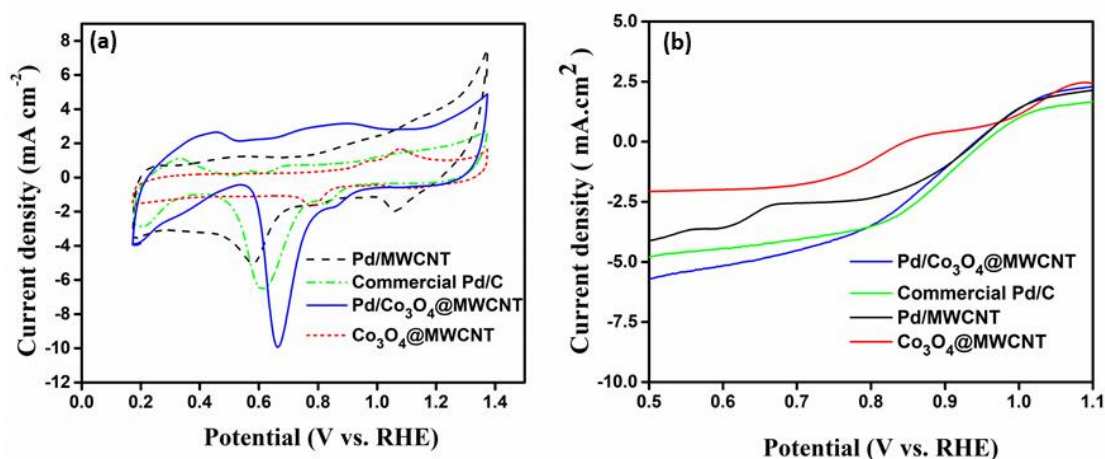 (a)
Current density (mA cm⁻²)
8
6
4
2
0
-2
-4
-6
-8
-10
-12
0.0 0.2 0.4 0.6 0.8 1.0 1.2 1.4
Potential (V vs. RHE)
Pd/MWCNT
Commercial Pd/C
Pd/Co₃O₄@MWCNT
Co₃O₄@MWCNT
(b)
Current density ( mA.cm²)
5.0
2.5
0.0
-2.5
-5.0
-7.5
-10.0
0.5 0.6 0.7 0.8 0.9 1.0 1.1
Potential (V vs. RHE)
Pd/Co₃O₄@MWCNT
Commercial Pd/C
Pd/MWCNT
Co₃O₄@MWCNT